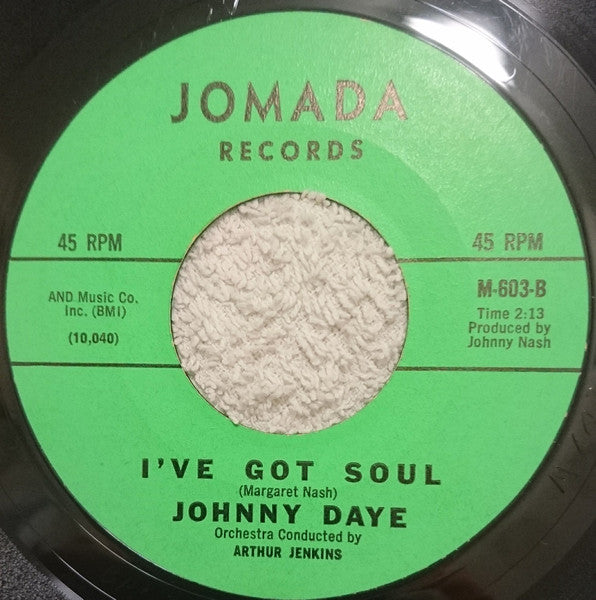 JOMADA
RECORDS
45 RPM
45 RPM
AND Music Co.
Inc. (BMI)
(10,040)
M-603-B
Time 2:13
Produced by
Johnny Nash
I'VE GOT SOUL
(Margaret Nash)
JOHNNY DAYE
Orchestra Conducted by
ARTHUR JENKINS